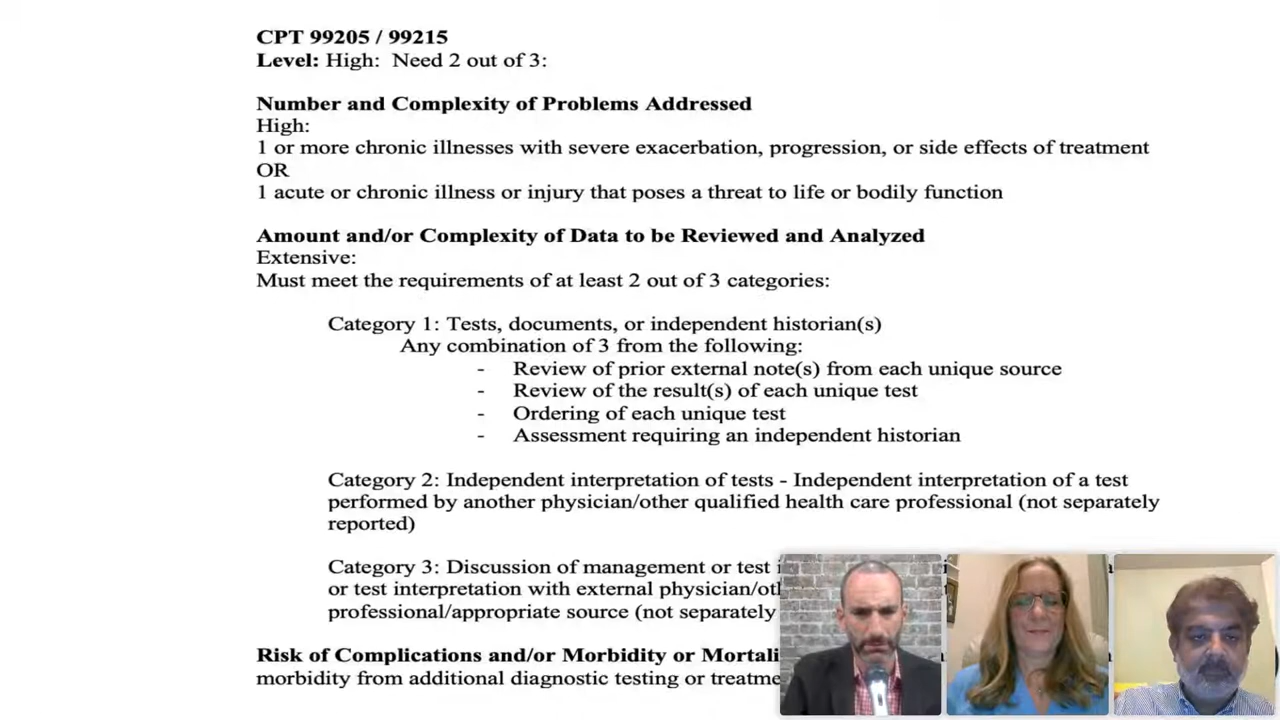 CPT 99205 / 99215
Level: High: Need 2 out of 3:
Number and Complexity of Problems Addressed
High:
1 or more chronic illnesses with severe exacerbation, progression, or side effects of treatment
OR
1 acute or chronic illness or injury that poses a threat to life or bodily function
Amount and/or Complexity of Data to be Reviewed and Analyzed
Extensive:
Must meet the requirements of at least 2 out of 3 categories:
Category 1: Tests, documents, or independent historian(s)
Any combination of 3 from the following:
- Review of prior external note(s) from each unique source
- Review of the result(s) of each unique test
- Ordering of each unique test
- Assessment requiring an independent historian
Category 2: Independent interpretation of tests - Independent interpretation of a test
performed by another physician/other qualified health care professional (not separately
reported)
Category 3: Discussion of management or test
or test interpretation with external
professional/appropriate source (not separately
Risk of Complications and/or Morbidity or
morbidity from additional diagnostic testing or